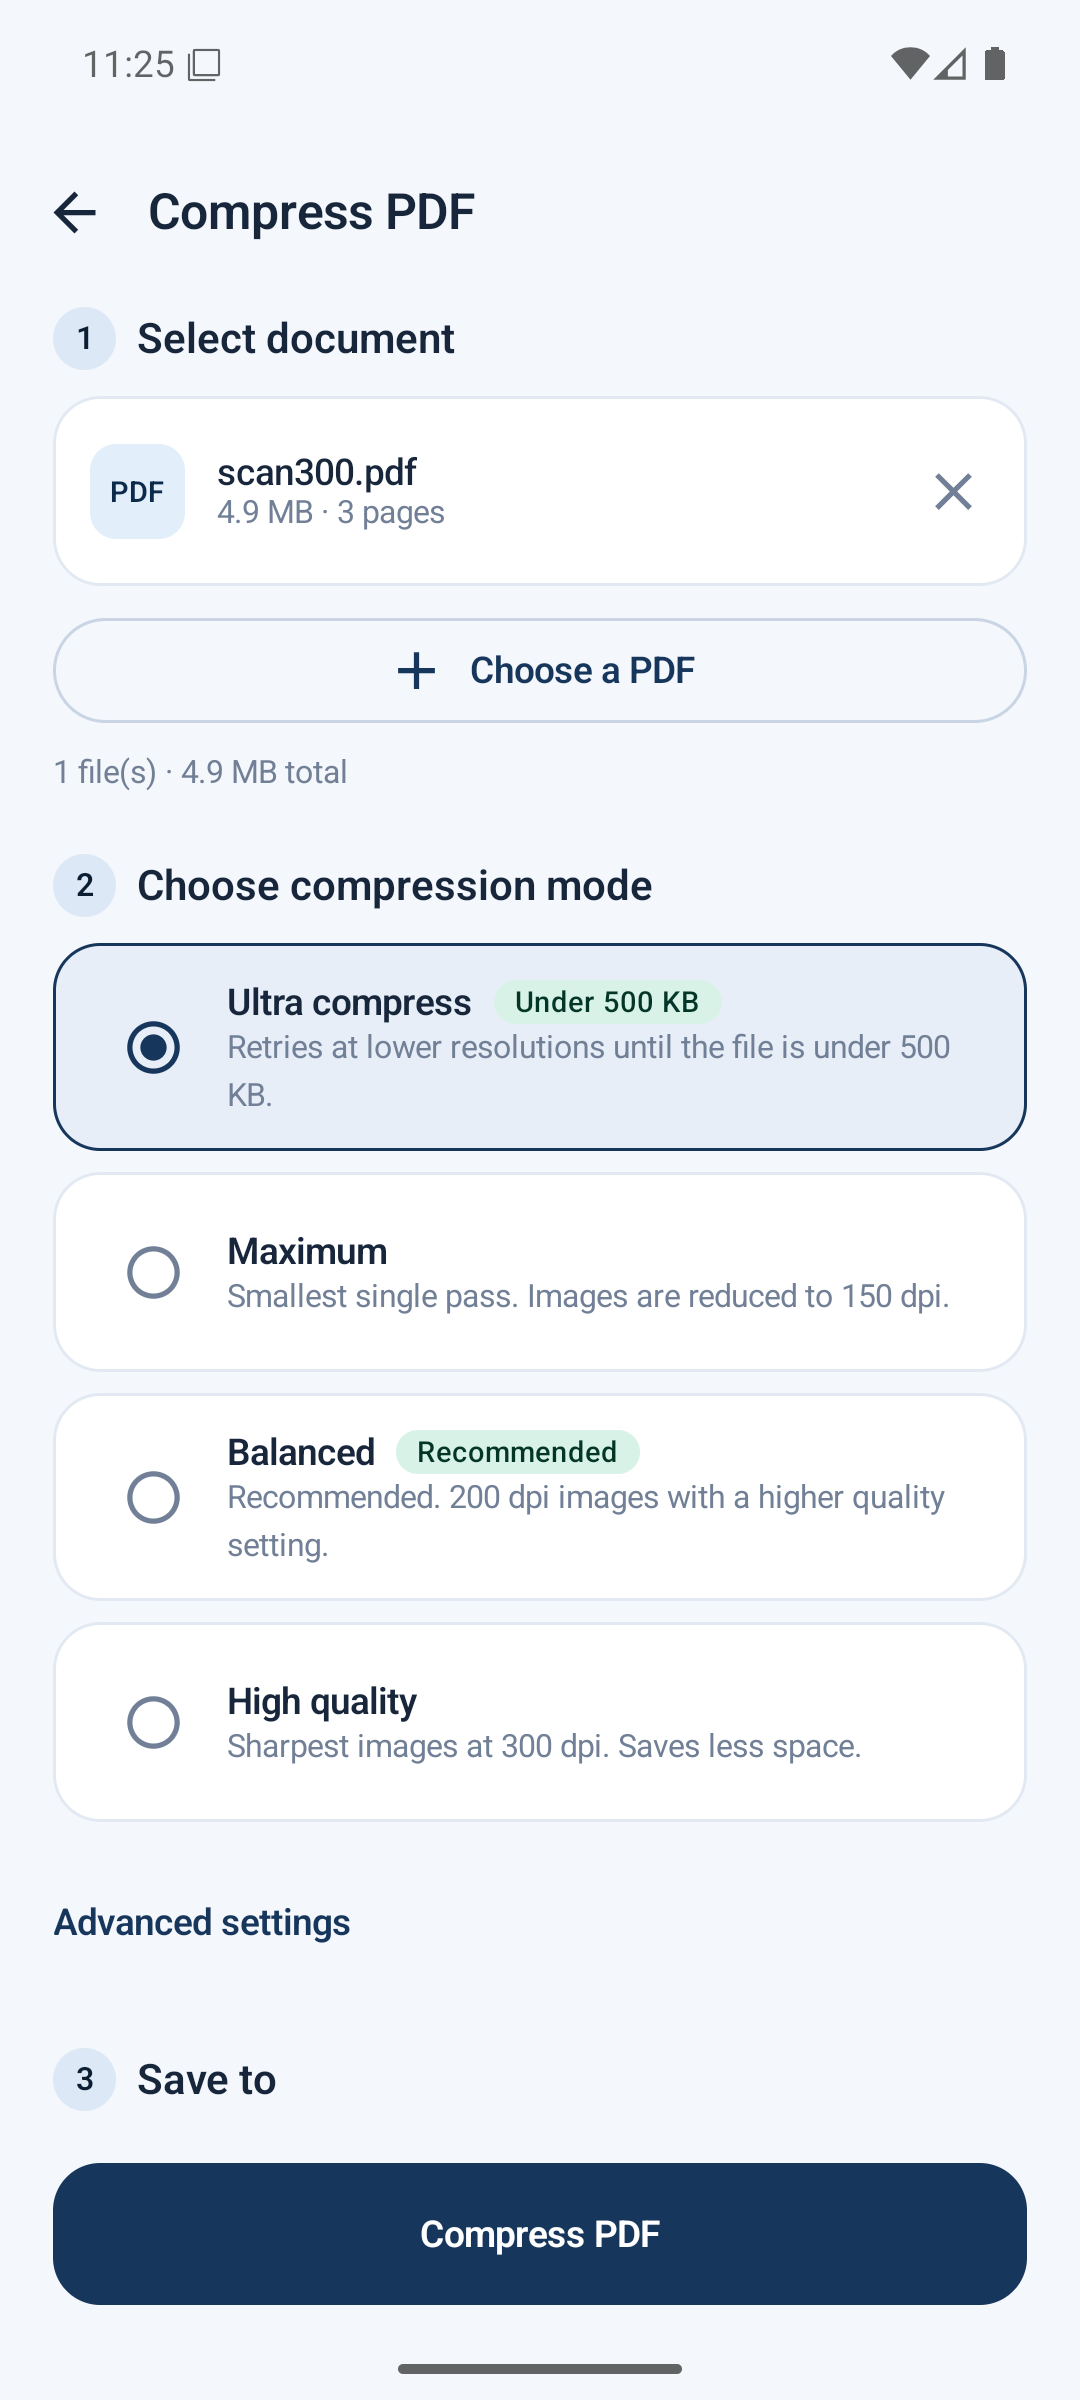 11:25
Compress PDF
1 Select document
PDF
scan300.pdf
4.9 MB · 3 pages
Choose a PDF
1 file(s) · 4.9 MB total
2 Choose compression mode
Ultra compress Under 500 KB
Retries at lower resolutions until the file is under 500
KB.
Maximum
Smallest single pass. Images are reduced to 150 dpi.
Balanced Recommended
Recommended. 200 dpi images with a higher quality
setting.
High quality
Sharpest images at 300 dpi. Saves less space.
Advanced settings
3 Save to
Compress PDF